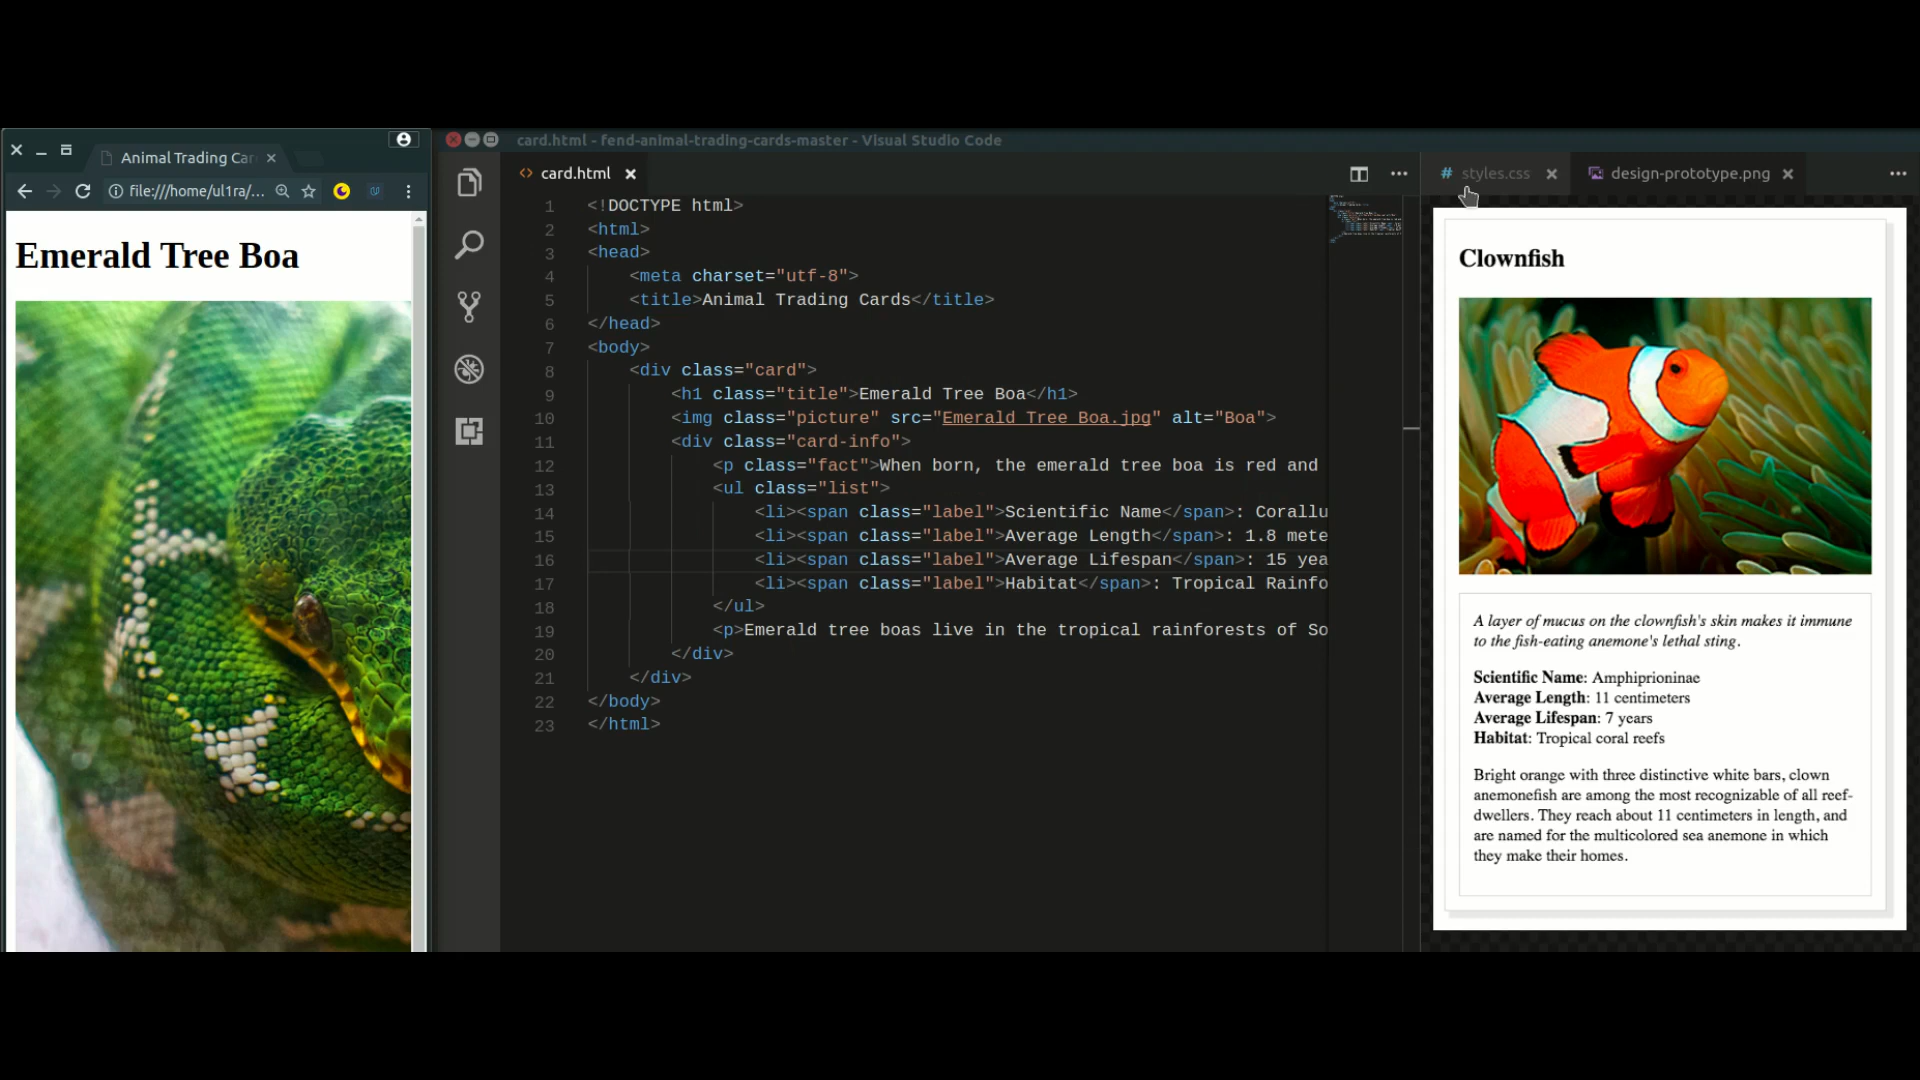 Animal Trading Car
file:///home/ul1ra/...
Emerald Tree Boa
card.html - fend-animal-trading-cards-master - Visual Studio Code
card.html
1 <!DOCTYPE html>
2 <html>
3 <head>
4 <meta charset="utf-8">
5 <title>Animal Trading Cards</title>
6 </head>
7 <body>
8 <div class="card">
9 <h1 class="title">Emerald Tree Boa</h1>
10 <img class="picture" src="Emerald Tree Boa.jpg" alt="Boa">
11 <div class="card-info">
12 <p class="fact">When born, the emerald tree boa is red and
13 <ul class="list">
14 <li><span class="label">Scientific Name</span>: Corallu
15 <li><span class="label">Average Length</span>: 1.8 mete
16 <li><span class="label">Average Lifespan</span>: 15 yea
17 <li><span class="label">Habitat</span>: Tropical Rainfo
18 </ul>
19 <p>Emerald tree boas live in the tropical rainforests of So
20 </div>
21 </div>
22 </body>
23 </html>
# styles.css
design-prototype.png
Clownfish
A layer of mucus on the clownfish's skin makes it immune
to the fish-eating anemone's lethal sting.
Scientific Name: Amphiprioninae
Average Length: 11 centimeters
Average Lifespan: 7 years
Habitat: Tropical coral reefs
Bright orange with three distinctive white bars, clown
anemonefish are among the most recognizable of all reef-
dwellers. They reach about 11 centimeters in length, and
are named for the multicolored sea anemone in which
they make their homes.